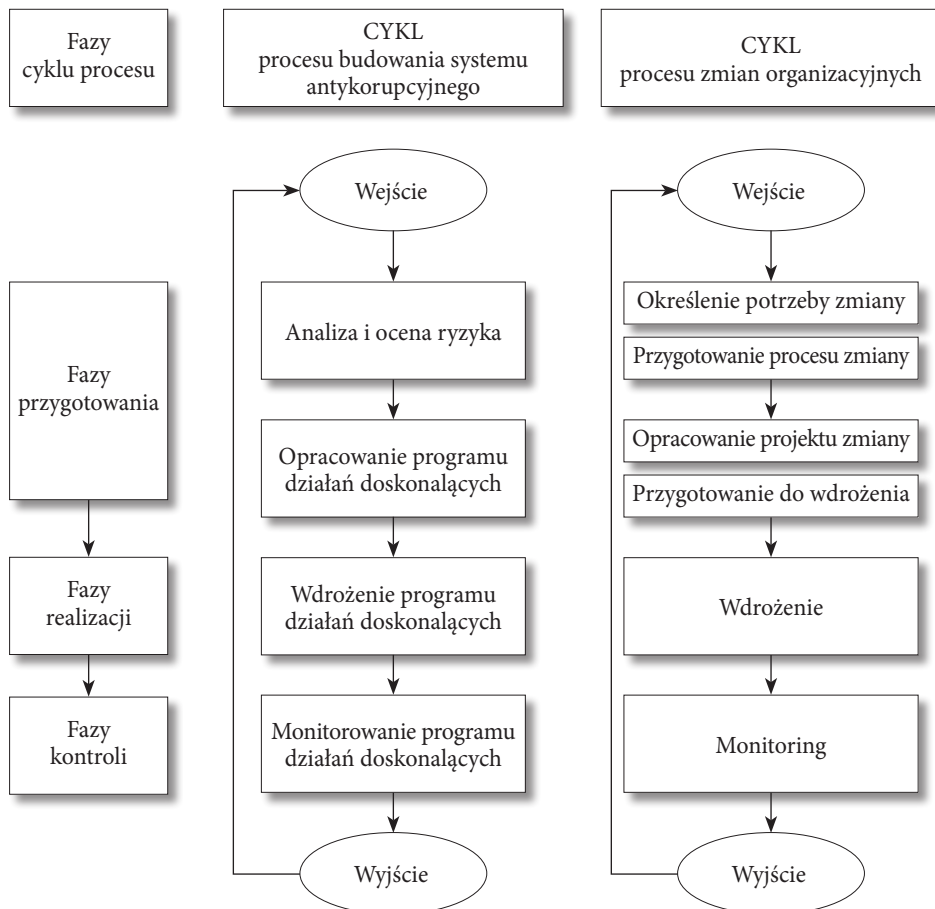 Fazy
cyklu procesu
CYKL
procesu budowania systemu
antykorupcyjnego
CYKL
procesu zmian organizacyjnych
Wejście
Wejście
Fazy
przygotowania
Analiza i ocena ryzyka
Określenie potrzeby zmiany
Przygotowanie procesu zmiany
Opracowanie programu
działań doskonalących
Opracowanie projektu zmiany
Przygotowanie do wdrożenia
Fazy
realizacji
Wdrożenie programu
działań doskonalących
Wdrożenie
Fazy
kontroli
Monitorowanie programu
działań doskonalących
Monitoring
Wyjście
Wyjście